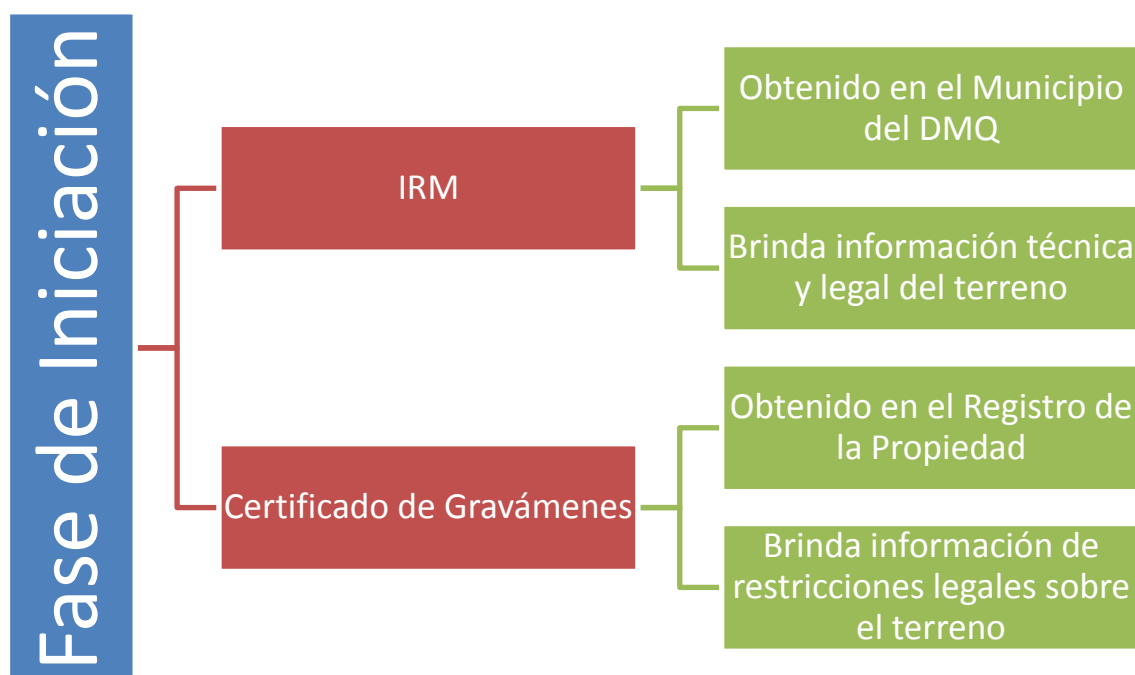 Fase de Iniciación
IRM
Obtenido en el Municipio
del DMQ
Brinda información técnica
y legal del terreno
Certificado de Gravámenes
Obtenido en el Registro de
la Propiedad
Brinda información de
restricciones legales sobre
el terreno